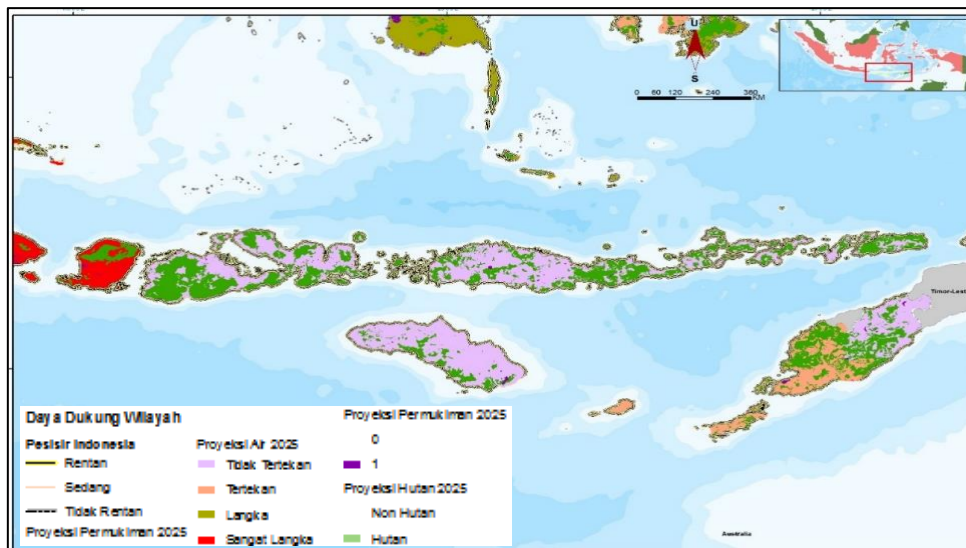 U
S
0 60 120 240 360
KM
Timor-Lest
Australia
Daya Dukung Wilayah
Pesisir Indonesia
Rentan
Sedang
Tidak Rentan
Proyeksi Permukiman 2025
Proyeksi Air 2025
Tidak Tertekan
Tertekan
Langka
Sangat Langka
Proyeksi Permukiman 2025
0
1
Proyeksi Hutan 2025
Non Hutan
Hutan